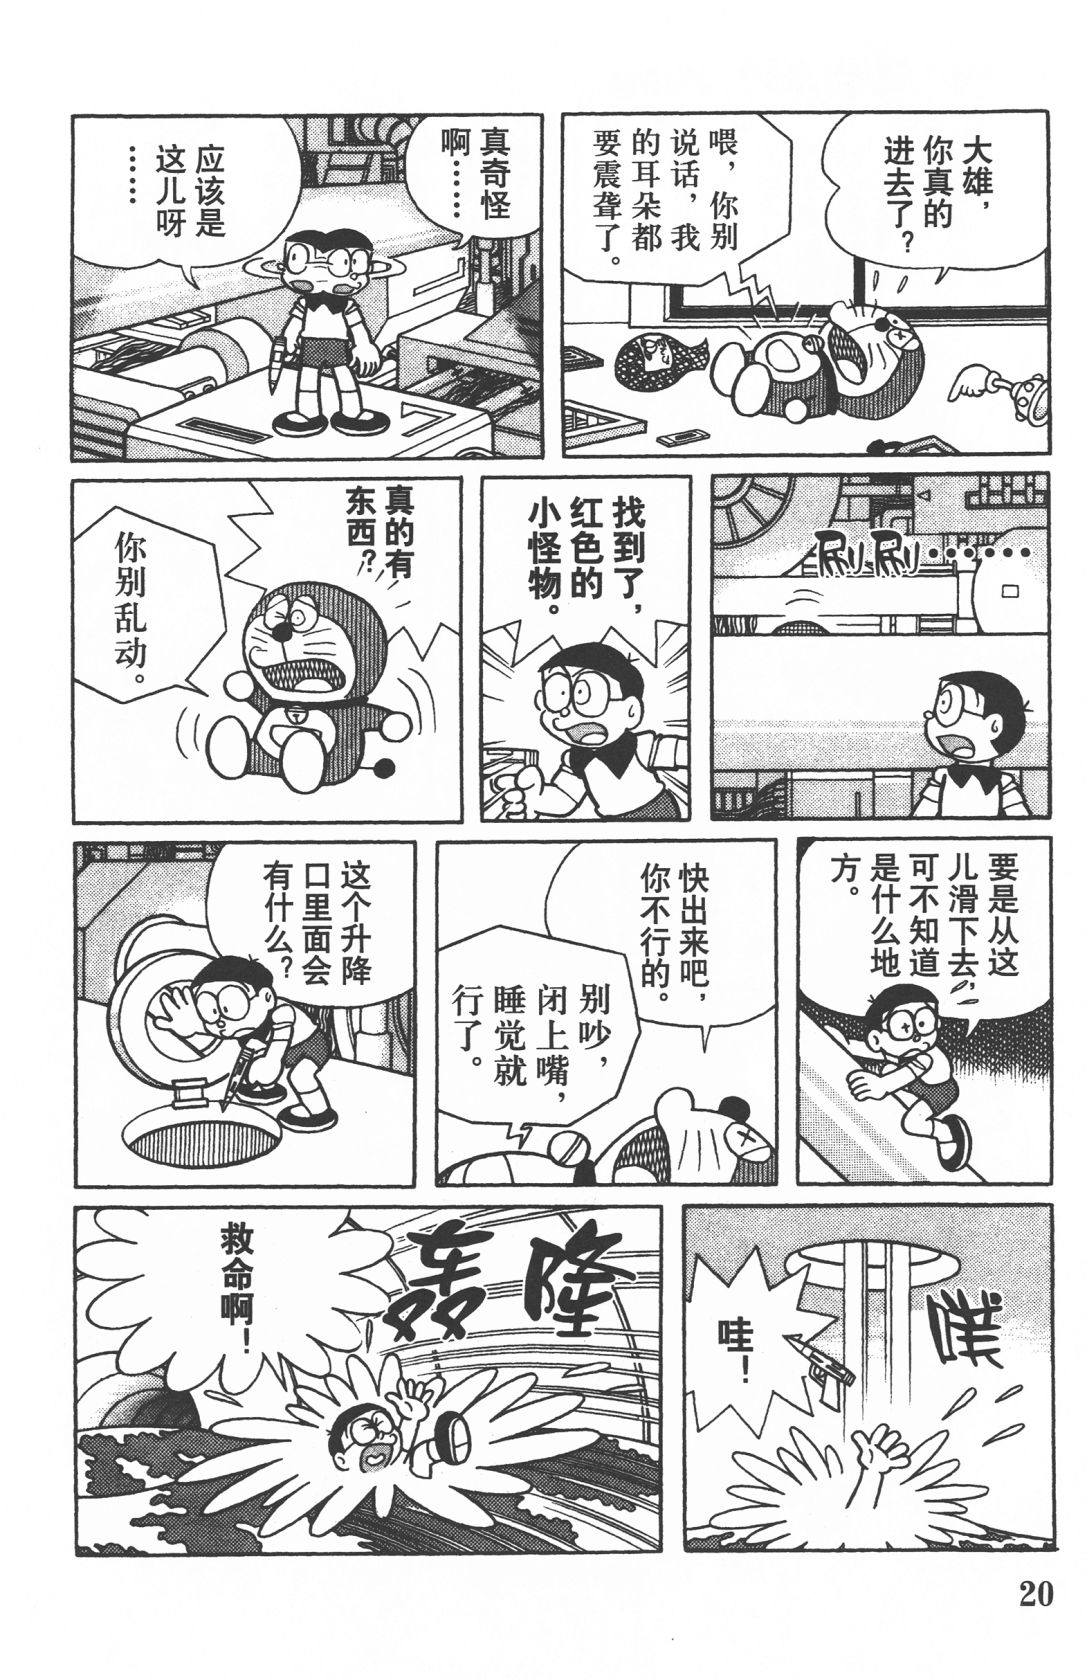 大雄，
你真的
进去了？
喂，你别
说话，我
的耳朵都
要震聋了。
真奇怪
啊……
应该是
这儿呀
……
刷刷……
找到了，
红色的
小怪物。
真的有
东西？
你别乱动。
要是从这
儿滑下去，
可不知道
是什么地
方。
快出来吧，
你不行的。
别吵，
闭上嘴，
睡觉就
行了。
这个升降
口里面会
有什么？
噗
哇！
轰隆……
救命啊！
20